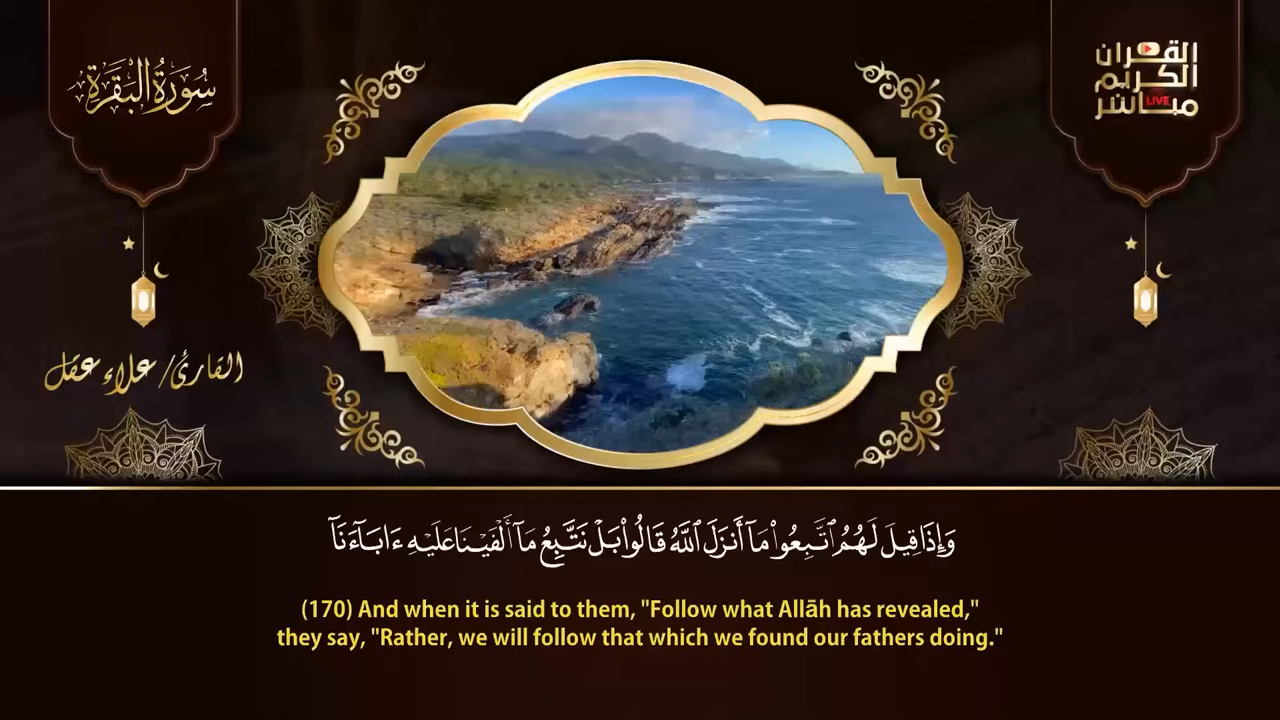 سُورَةُ البَقَرَةِ
القرآن
الكريم
مباشر
LIVE
القارئ/ علاء عقل
وَإِذَا قِيلَ لَهُمُ ٱتَّبِعُوا۟ مَآ أَنزَلَ ٱللَّهُ قَالُوا۟ بَلْ نَتَّبِعُ مَآ أَلْفَيْنَا عَلَيْهِ ءَابَآءَنَآ
(170) And when it is said to them, "Follow what Allāh has revealed,"
they say, "Rather, we will follow that which we found our fathers doing."